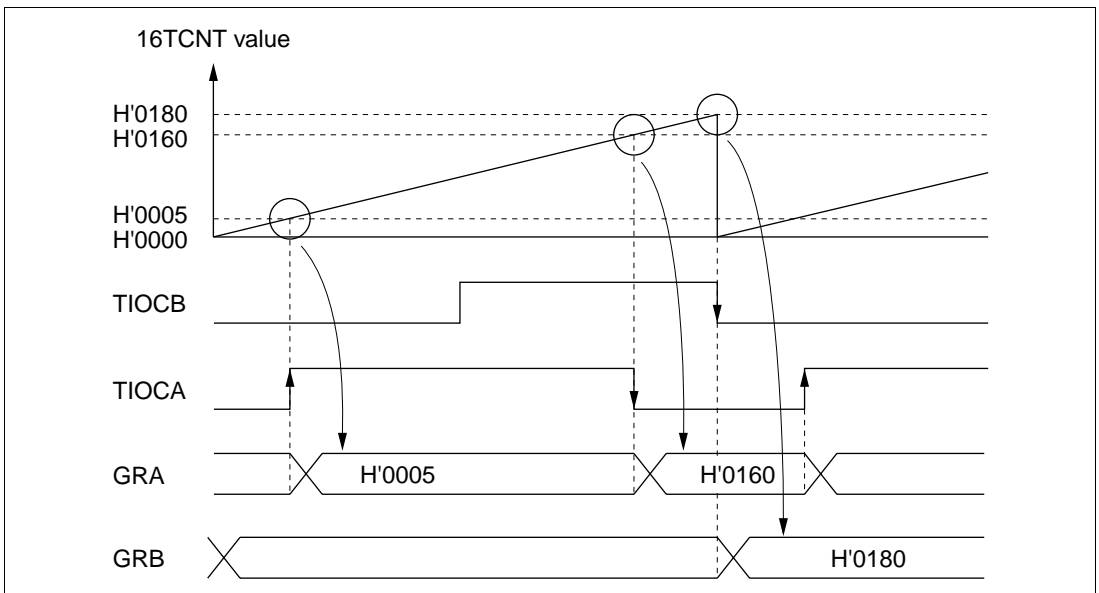 16TCNT value
H'0180
H'0160
H'0005
H'0000
TIOCB
TIOCA
GRA H'0005 H'0160
GRB H'0180